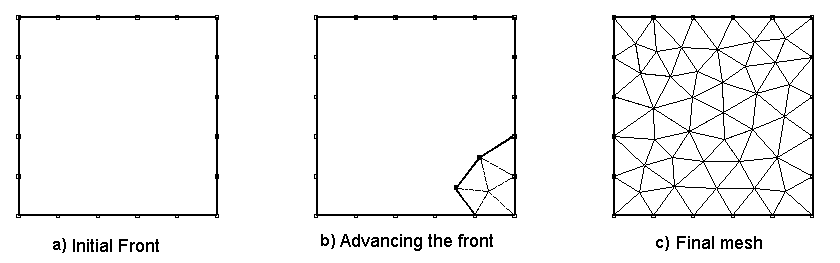 a) Initial Front
b) Advancing the front
c) Final mesh